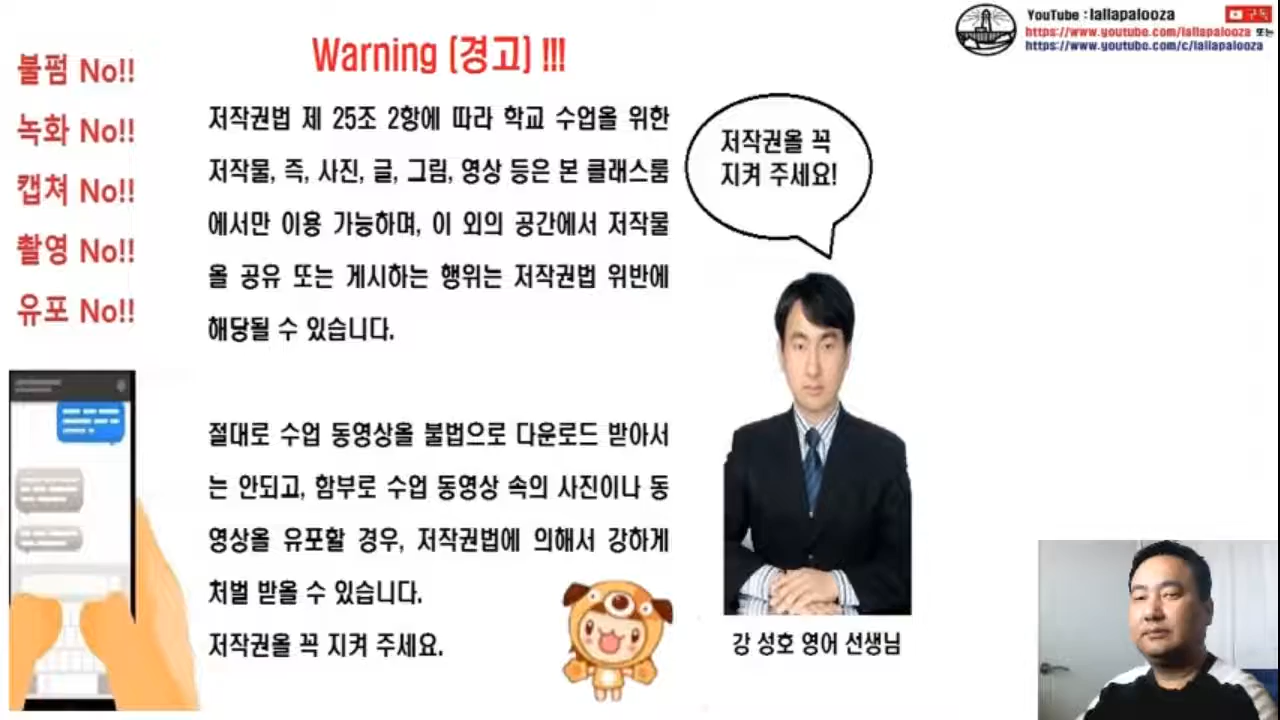 YouTube : lallapalooza
구독
https://www.youtube.com/lallapalooza 또는
https://www.youtube.com/c/lallapalooza
불펌 No!!
녹화 No!!
캡쳐 No!!
촬영 No!!
유포 No!!
Warning (경고) !!!
저작권법 제 25조 2항에 따라 학교 수업을 위한
저작물, 즉, 사진, 글, 그림, 영상 등은 본 클래스룸
에서만 이용 가능하며, 이 외의 공간에서 저작물
을 공유 또는 게시하는 행위는 저작권법 위반에
해당될 수 있습니다.
절대로 수업 동영상을 불법으로 다운로드 받아서
는 안되고, 함부로 수업 동영상 속의 사진이나 동
영상을 유포할 경우, 저작권법에 의해서 강하게
처벌 받을 수 있습니다.
저작권을 꼭 지켜 주세요.
저작권을 꼭
지켜 주세요!
강 성호 영어 선생님